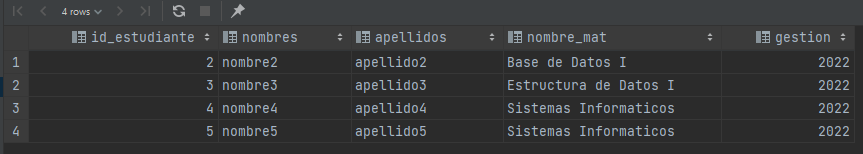 4 rows
id_estudiante nombres apellidos nombre_mat gestion
1 2 nombre2 apellido2 Base de Datos I 2022
2 3 nombre3 apellido3 Estructura de Datos I 2022
3 4 nombre4 apellido4 Sistemas Informaticos 2022
4 5 nombre5 apellido5 Sistemas Informaticos 2022